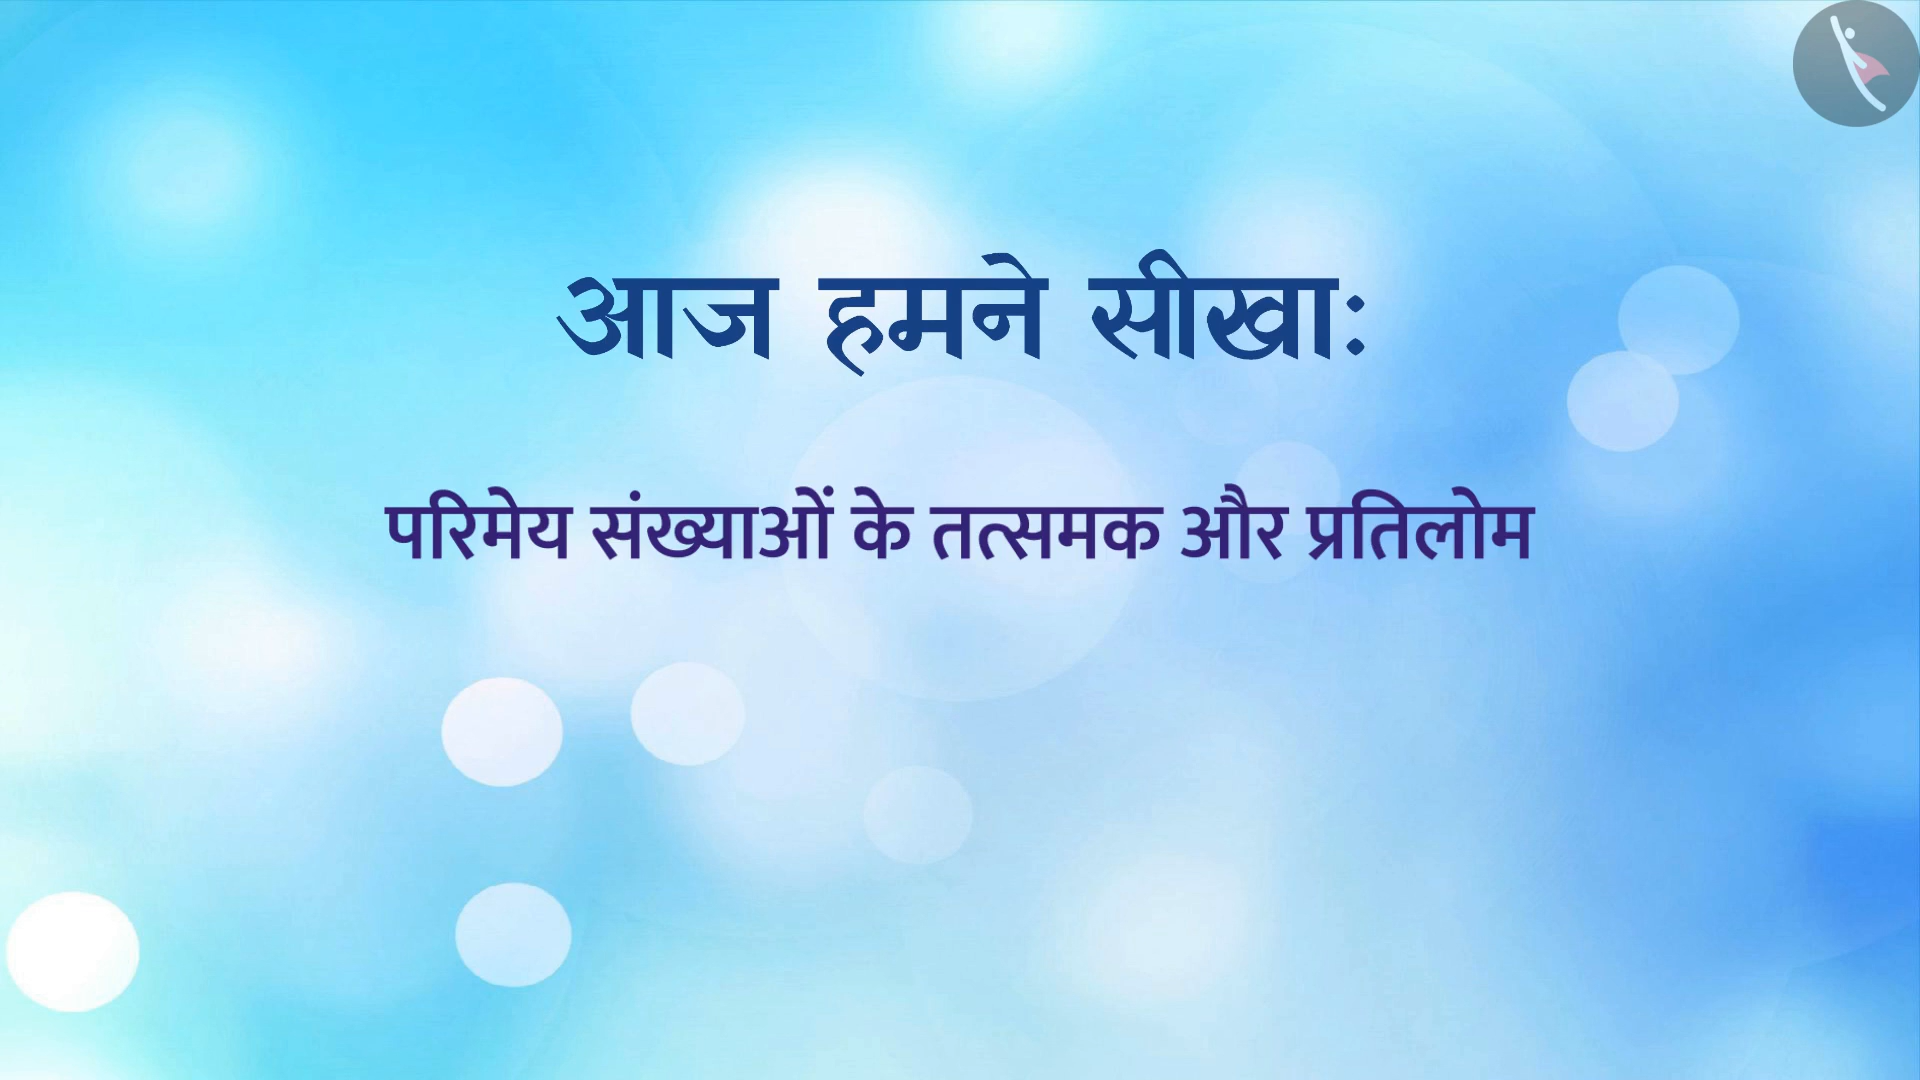 आज हमने सीखा:
परिमेय संख्याओं के तत्समक और प्रतिलोम